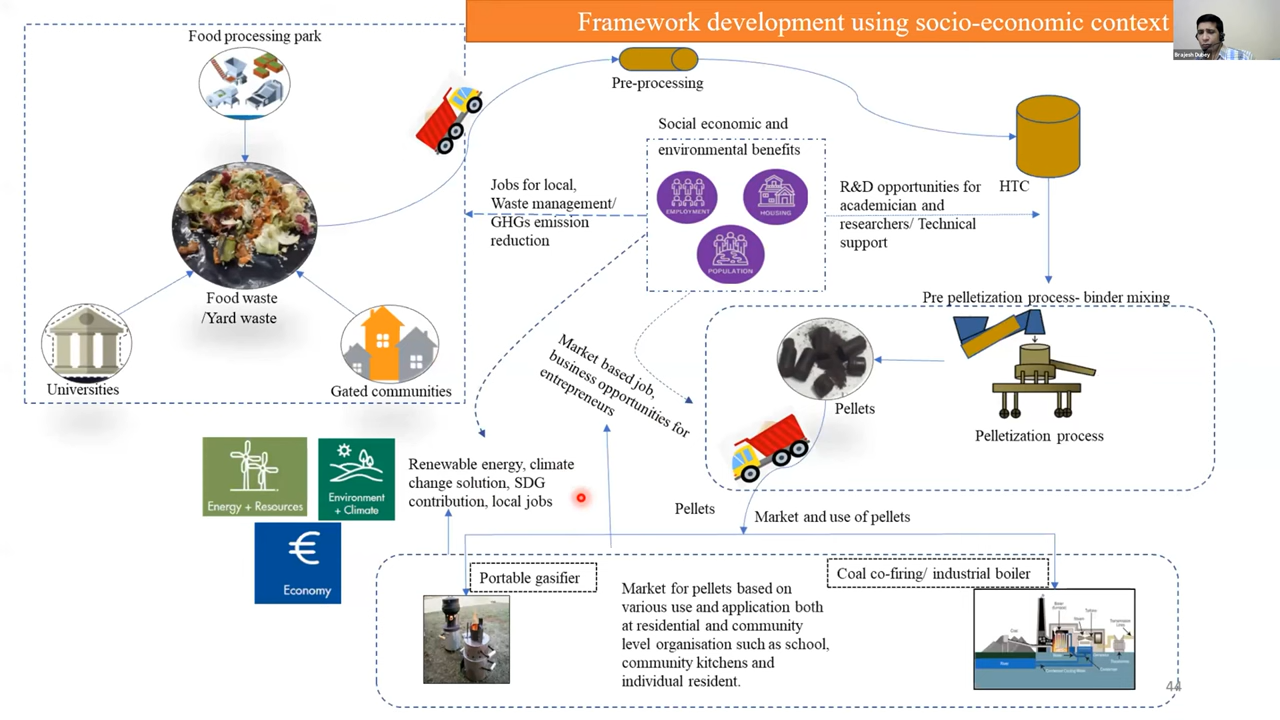 Framework development using socio-economic context
Brajesh Dubey
Food processing park
Food waste
/Yard waste
Universities
Gated communities
Pre-processing
HTC
Social economic and
environmental benefits
EMPLOYMENT
HOUSING
POPULATION
Jobs for local,
Waste management/
GHGs emission
reduction
R&D opportunities for
academician and
researchers/ Technical
support
Pre pelletization process- binder mixing
Pellets
Pelletization process
Market based job,
business opportunities for
entrepreneurs
Energy + Resources
Environment
+ Climate
Economy
Renewable energy, climate
change solution, SDG
contribution, local jobs
Pellets
Market and use of pellets
Portable gasifier
Market for pellets based on
various use and application both
at residential and community
level organisation such as school,
community kitchens and
individual resident.
Coal co-firing/ industrial boiler
Coal
44